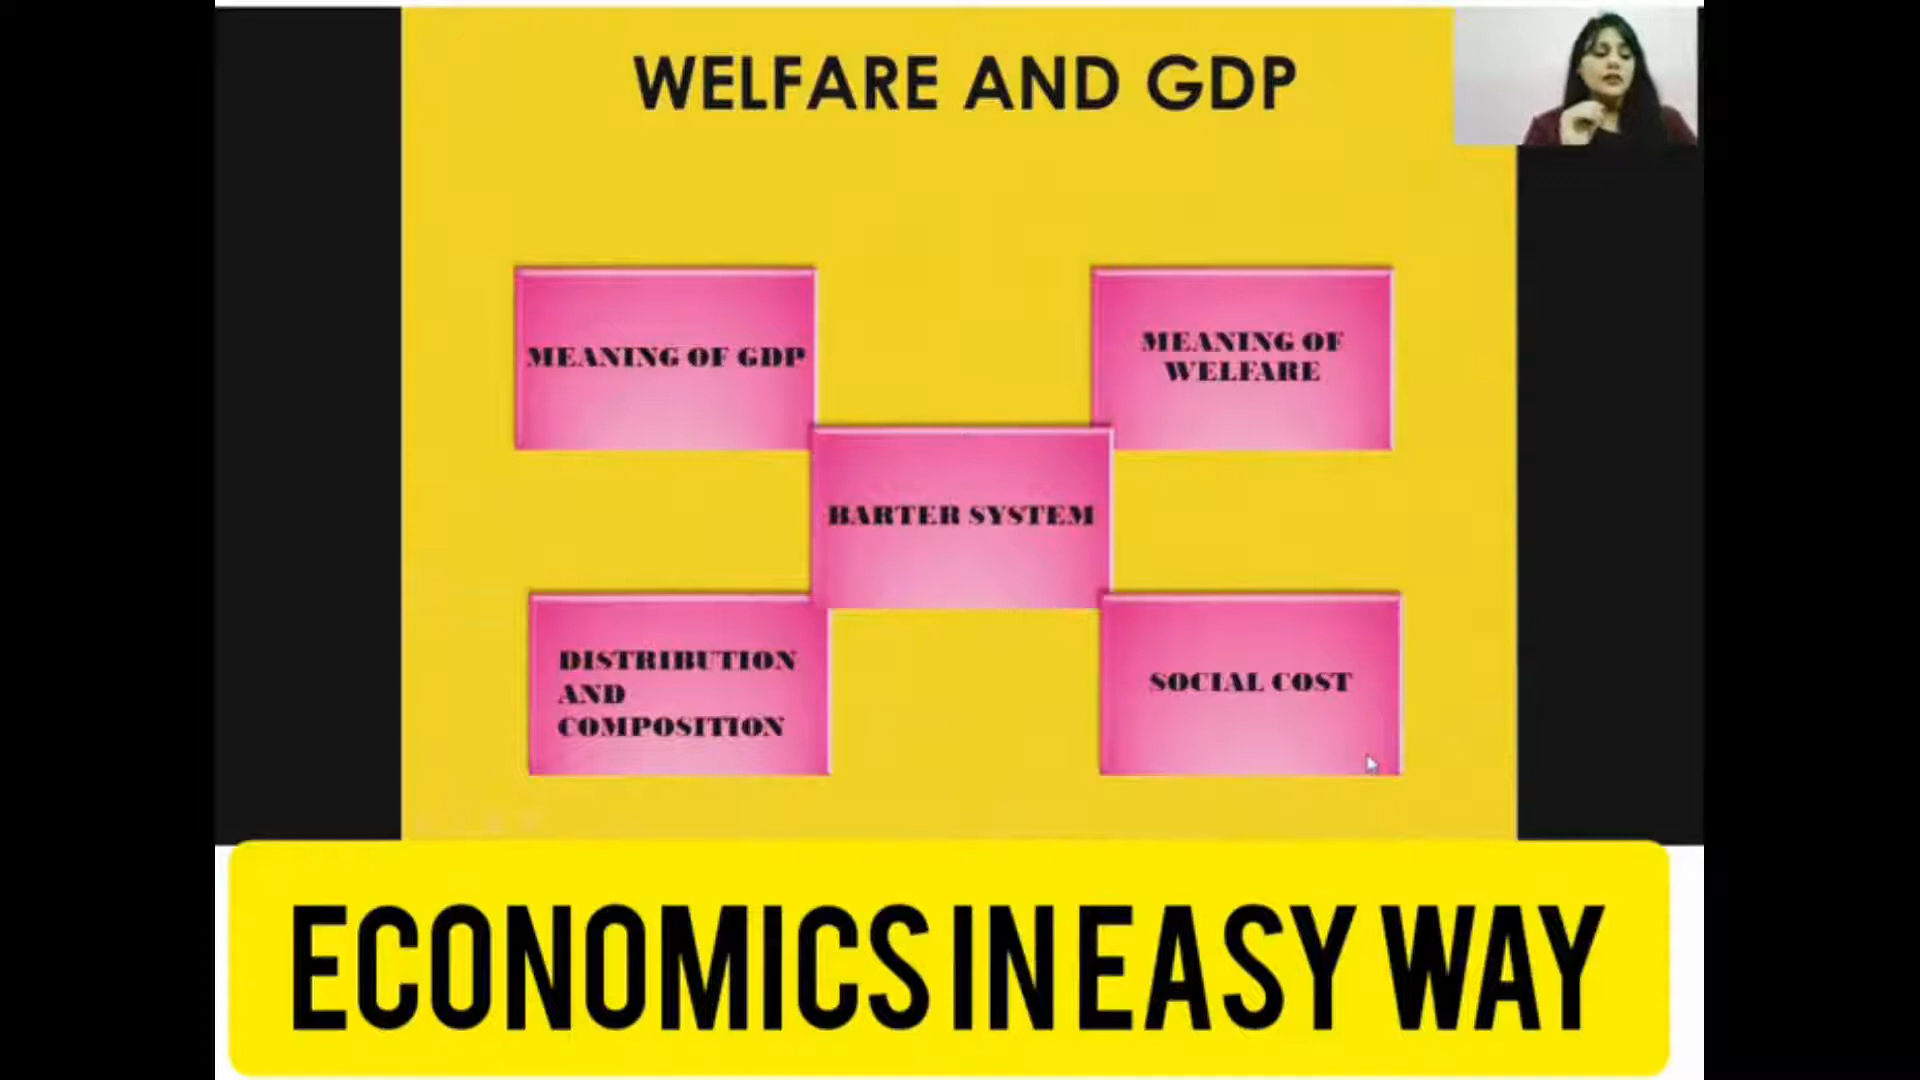 WELFARE AND GDP
MEANING OF GDP
MEANING OF
WELFARE
BARTER SYSTEM
DISTRIBUTION
AND
COMPOSITION
SOCIAL COST
ECONOMICS IN EASY WAY